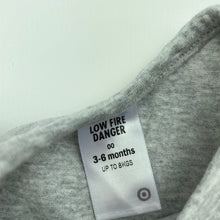 LOW FIRE
DANGER
00
3-6 months
UP TO 8KGS